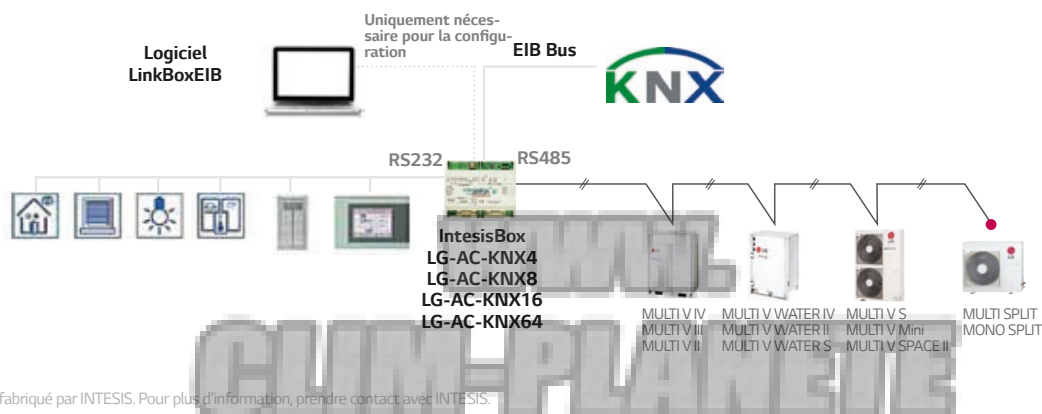 Uniquement néces-
saire pour la configu-
ration
Logiciel
LinkBoxEIB
EIB Bus
KNX
RS232
RS485
IntesisBox
LG-AC-KNX4
LG-AC-KNX8
LG-AC-KNX16
LG-AC-KNX64
MULTI V IV
MULTI V III
MULTI V II
MULTI V WATER IV
MULTI V WATER II
MULTI V WATER S
MULTI V S
MULTI V Mini
MULTI V SPACE II
MULTI SPLIT
MONO SPLIT
WWW.
CLIM-PLANETE
fabriqué par INTESIS. Pour plus d'information, prendre contact avec INTESIS.